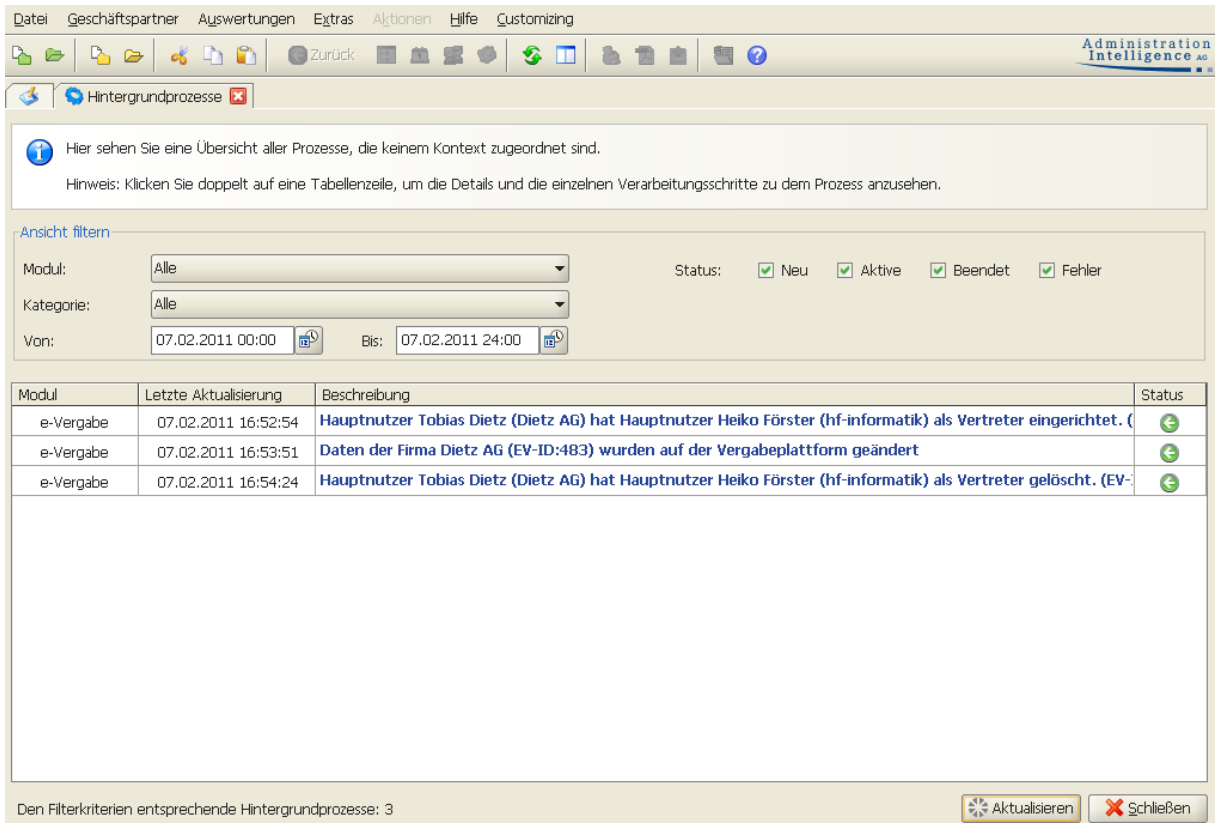 Datei Geschäftspartner Auswertungen Extras Aktionen Hilfe Customizing
Zurück
Administration
Intelligence AG
Hintergrundprozesse
Hier sehen Sie eine Übersicht aller Prozesse, die keinem Kontext zugeordnet sind.
Hinweis: Klicken Sie doppelt auf eine Tabellenzeile, um die Details und die einzelnen Verarbeitungsschritte zu dem Prozess anzusehen.
Ansicht filtern
Modul: Alle Status: Neu Aktive Beendet Fehler
Kategorie: Alle
Von: 07.02.2011 00:00 Bis: 07.02.2011 24:00
Modul Letzte Aktualisierung Beschreibung Status
e-Vergabe 07.02.2011 16:52:54 Hauptnutzer Tobias Dietz (Dietz AG) hat Hauptnutzer Heiko Förster (hf-informatik) als Vertreter eingerichtet. (
e-Vergabe 07.02.2011 16:53:51 Daten der Firma Dietz AG (EV-ID:483) wurden auf der Vergabeplattform geändert
e-Vergabe 07.02.2011 16:54:24 Hauptnutzer Tobias Dietz (Dietz AG) hat Hauptnutzer Heiko Förster (hf-informatik) als Vertreter gelöscht. (EV-
Den Filterkriterien entsprechende Hintergrundprozesse: 3 Aktualisieren Schließen